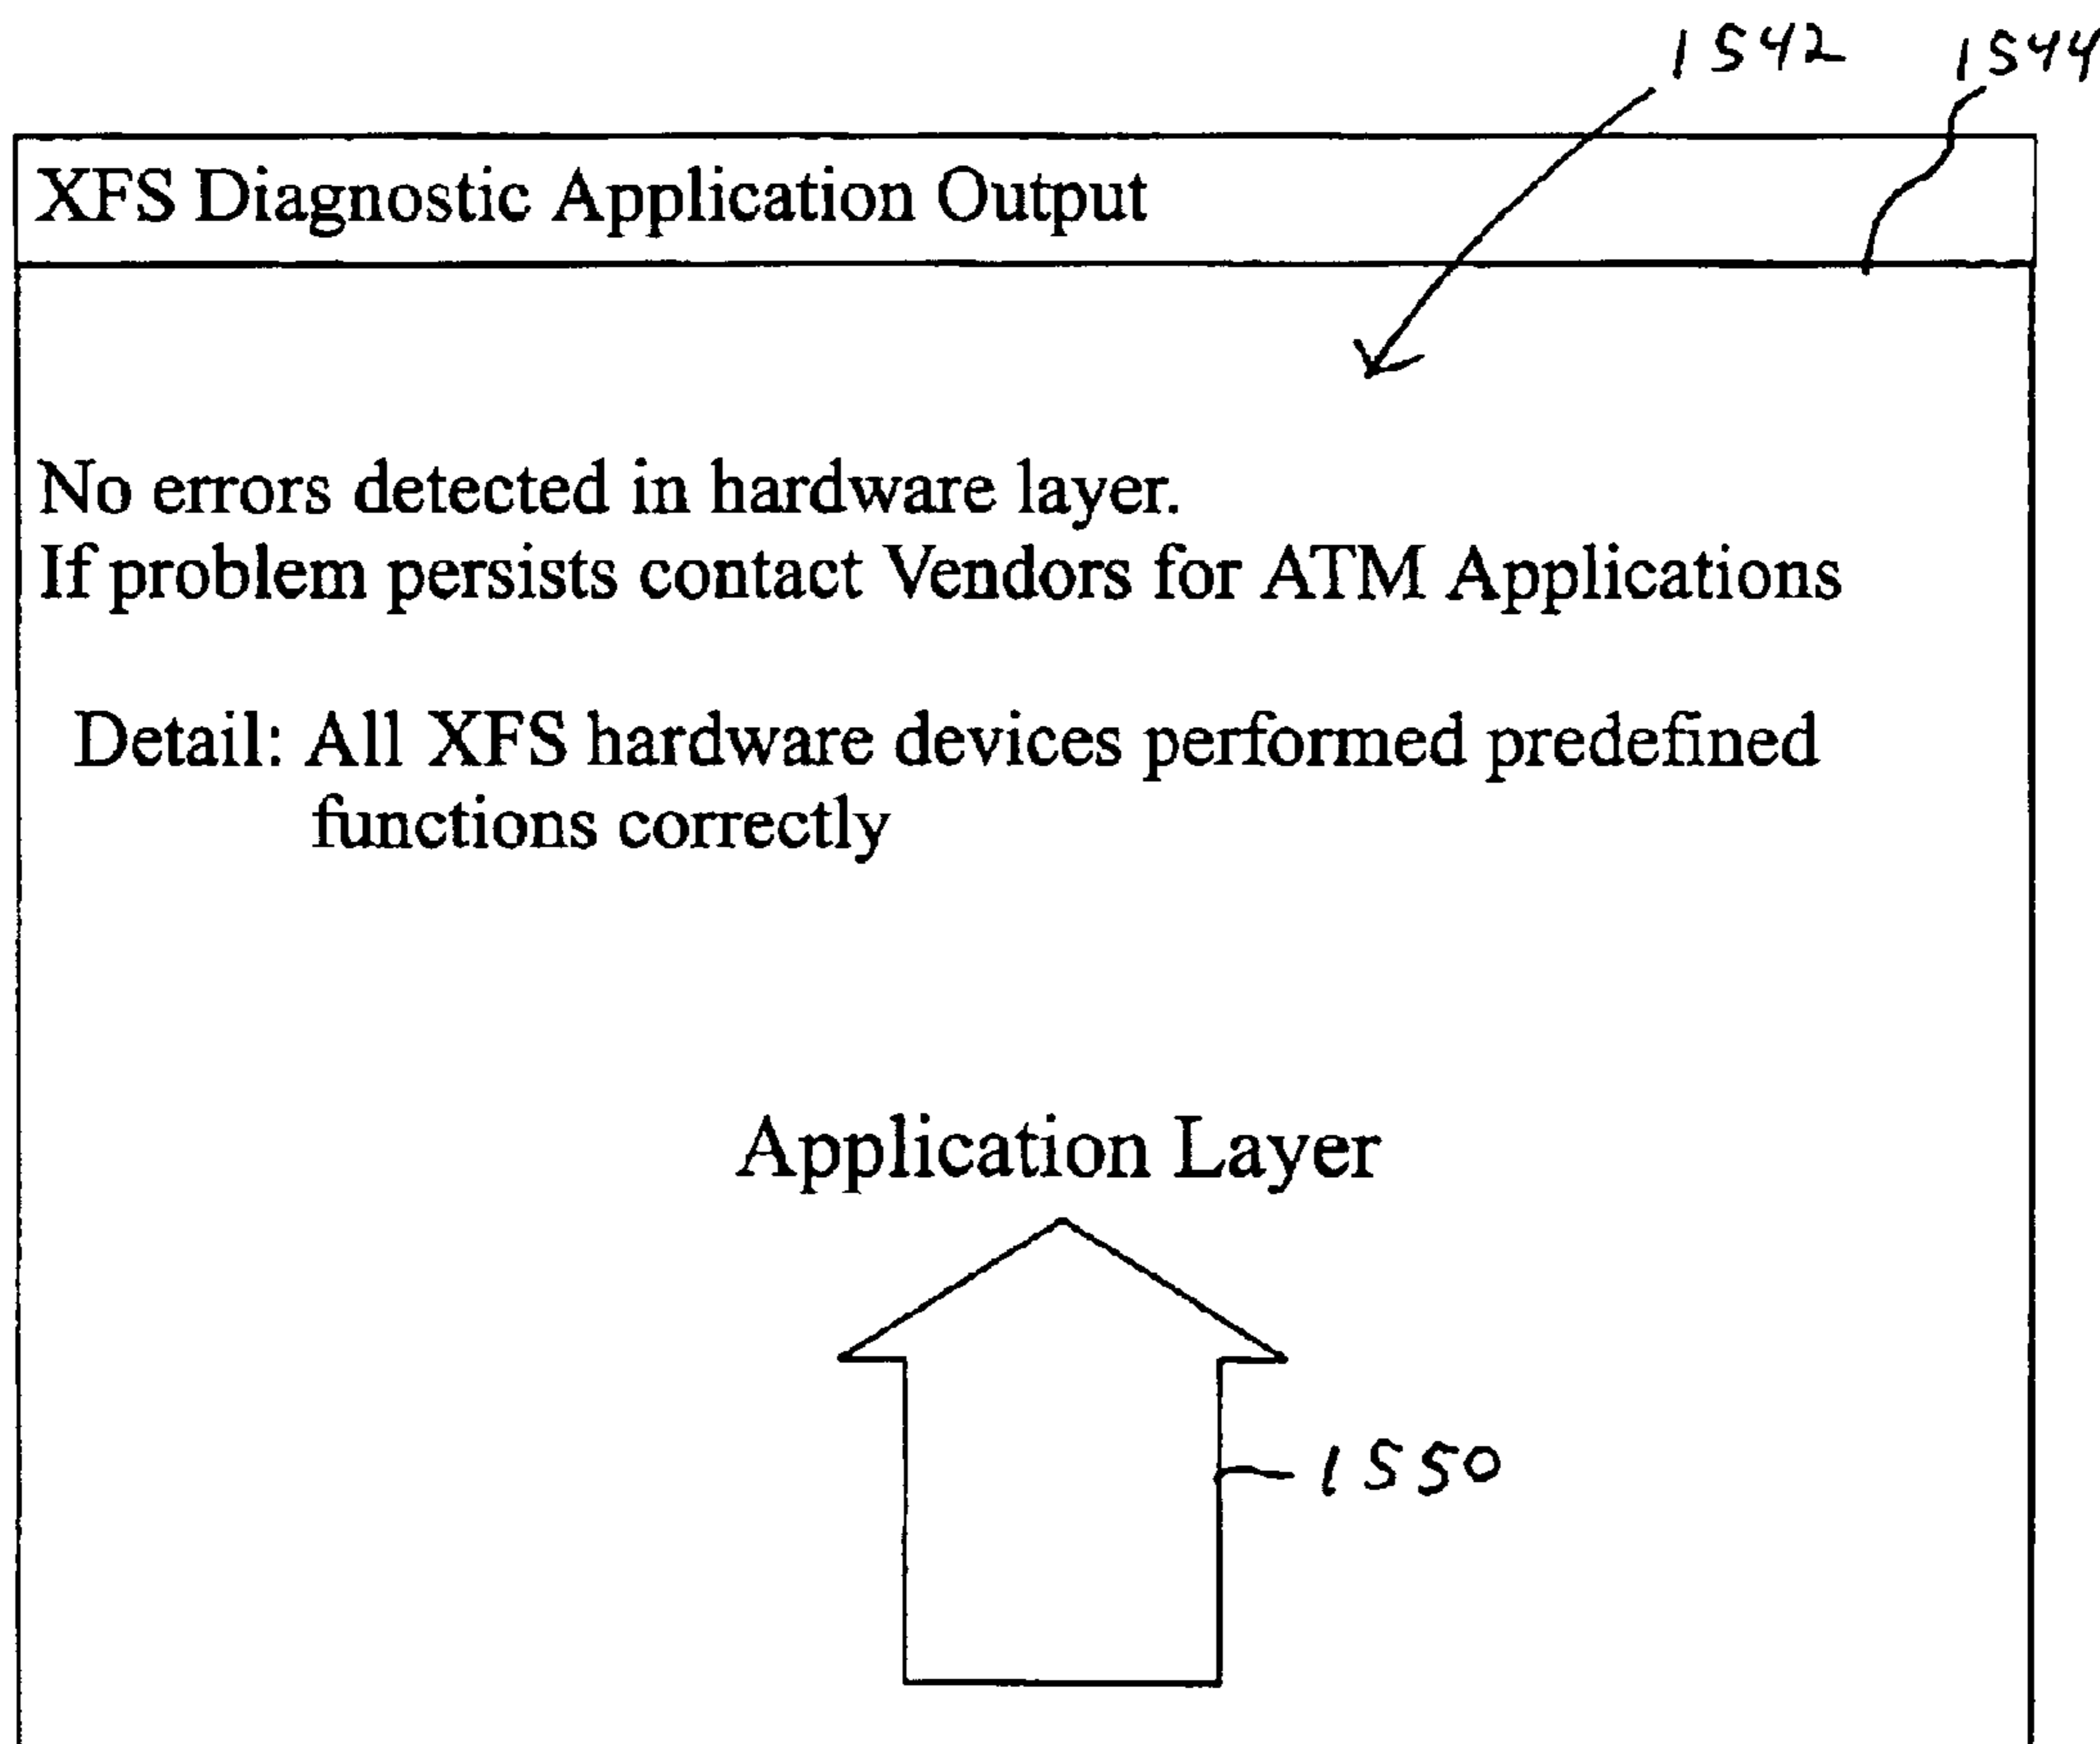 1542 1544
XFS Diagnostic Application Output
No errors detected in hardware layer.
If problem persists contact Vendors for ATM Applications
Detail: All XFS hardware devices performed predefined
functions correctly
Application Layer
1550